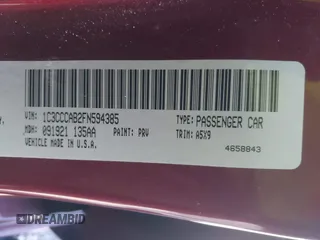 VIN: 1C3CCCAB2FN594385
TYPE: PASSENGER CAR
MDH: 091921 135AA
PAINT: PRV
TRIM: A5X9
VEHICLE MADE IN U.S.A.
4658843
DREAMBID